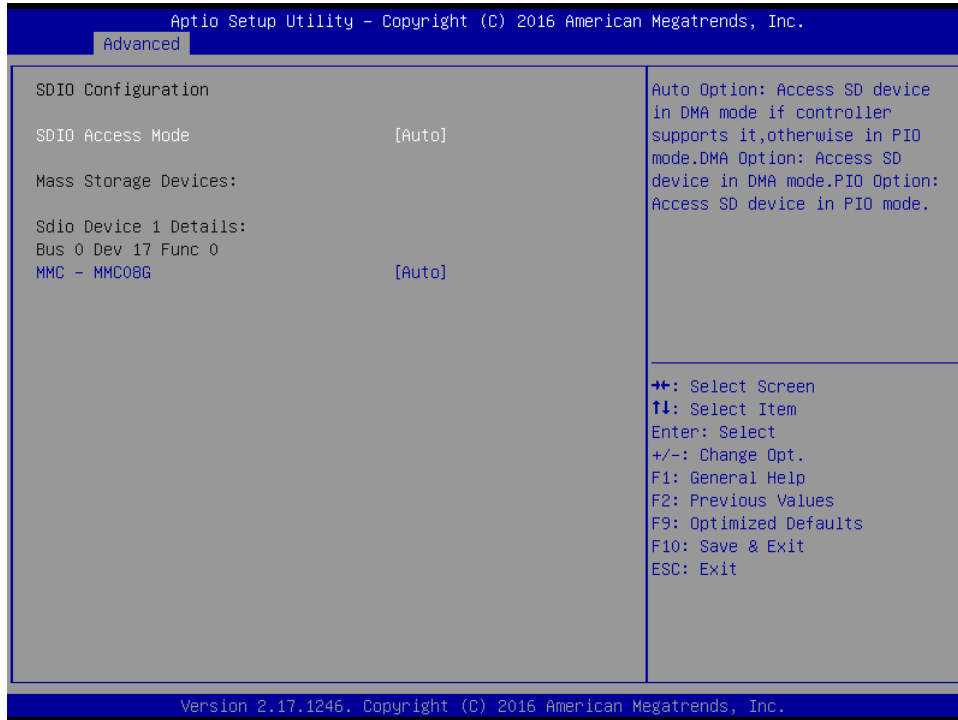 Aptio Setup Utility – Copyright (C) 2016 American Megatrends, Inc.
Advanced
SDIO Configuration
SDIO Access Mode [Auto]
Mass Storage Devices:
Sdio Device 1 Details:
Bus 0 Dev 17 Func 0
MMC – MMC08G [Auto]
Auto Option: Access SD device
in DMA mode if controller
supports it,otherwise in PIO
mode.DMA Option: Access SD
device in DMA mode.PIO Option:
Access SD device in PIO mode.
→←: Select Screen
↑↓: Select Item
Enter: Select
+/-: Change Opt.
F1: General Help
F2: Previous Values
F9: Optimized Defaults
F10: Save & Exit
ESC: Exit
Version 2.17.1246. Copyright (C) 2016 American Megatrends, Inc.